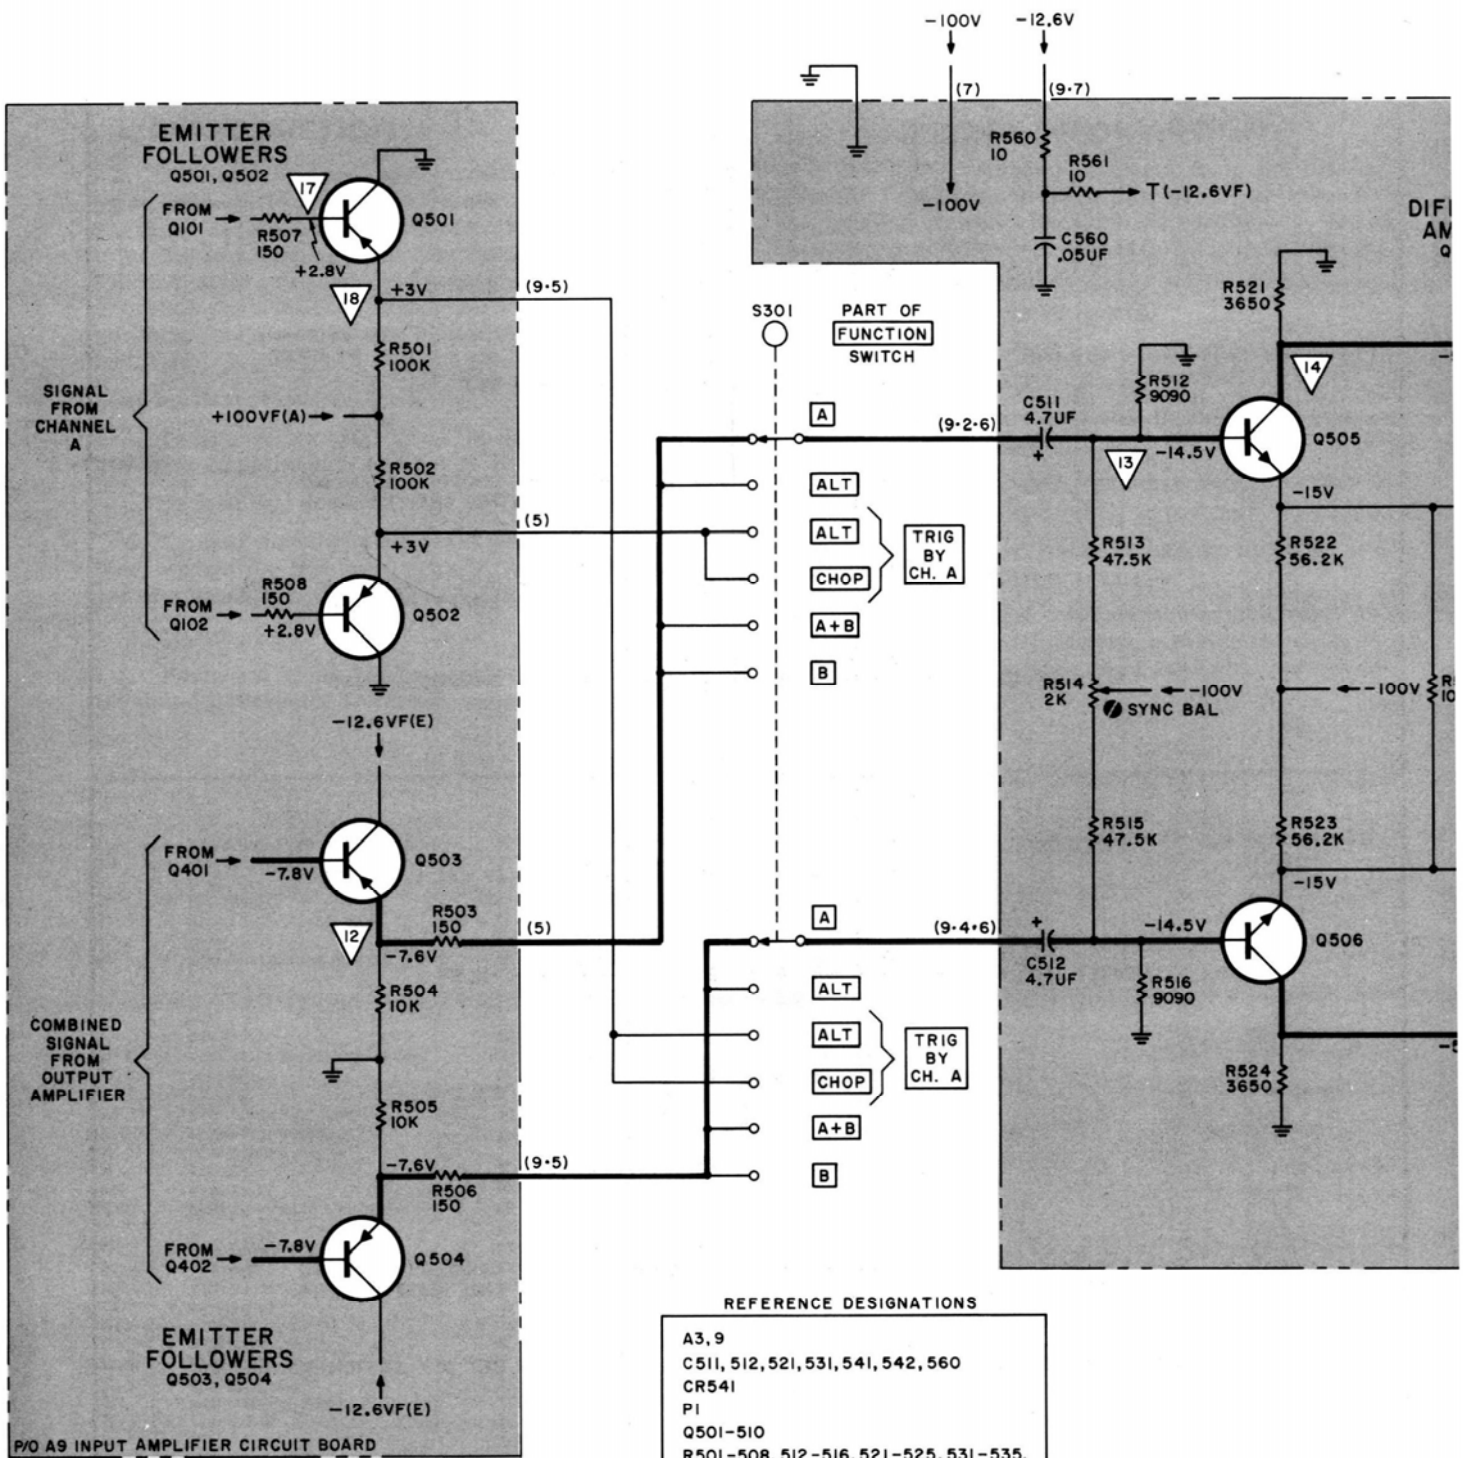 -100V
-12.6V
(7)
(9·7)
R560
10
R561
10
T(-12.6VF)
-100V
C560
.05UF
EMITTER
FOLLOWERS
Q501, Q502
17
FROM
Q101
R507
150
+2.8V
Q501
18
+3V
(9·5)
R501
100K
SIGNAL
FROM
CHANNEL
A
+100VF(A)
R502
100K
(5)
+3V
R508
150
FROM
Q102
+2.8V
Q502
-12.6VF(E)
FROM
Q401
-7.8V
Q503
12
R503
150
(5)
-7.6V
R504
10K
COMBINED
SIGNAL
FROM
OUTPUT
AMPLIFIER
R505
10K
-7.6V
R506
150
(9·5)
FROM
Q402
-7.8V
Q504
EMITTER
FOLLOWERS
Q503, Q504
-12.6VF(E)
P/O A9 INPUT AMPLIFIER CIRCUIT BOARD
S301
PART OF
FUNCTION
SWITCH
A
(9·2·6)
ALT
ALT
CHOP
TRIG
BY
CH. A
A+B
B
A
(9·4·6)
ALT
ALT
CHOP
TRIG
BY
CH. A
A+B
B
DIF
AM
Q
R521
3650
14
R512
9090
C511
4.7UF
+
13
-14.5V
Q505
-15V
R513
47.5K
R522
56.2K
R514
2K
-100V
SYNC BAL
-100V
R
10
R515
47.5K
R523
56.2K
-15V
+
C512
4.7UF
-14.5V
Q506
R516
9090
R524
3650
REFERENCE DESIGNATIONS
A3, 9
C511, 512, 521, 531, 541, 542, 560
CR541
P1
Q501-510
R501-508, 512-516, 521-525, 531-535,